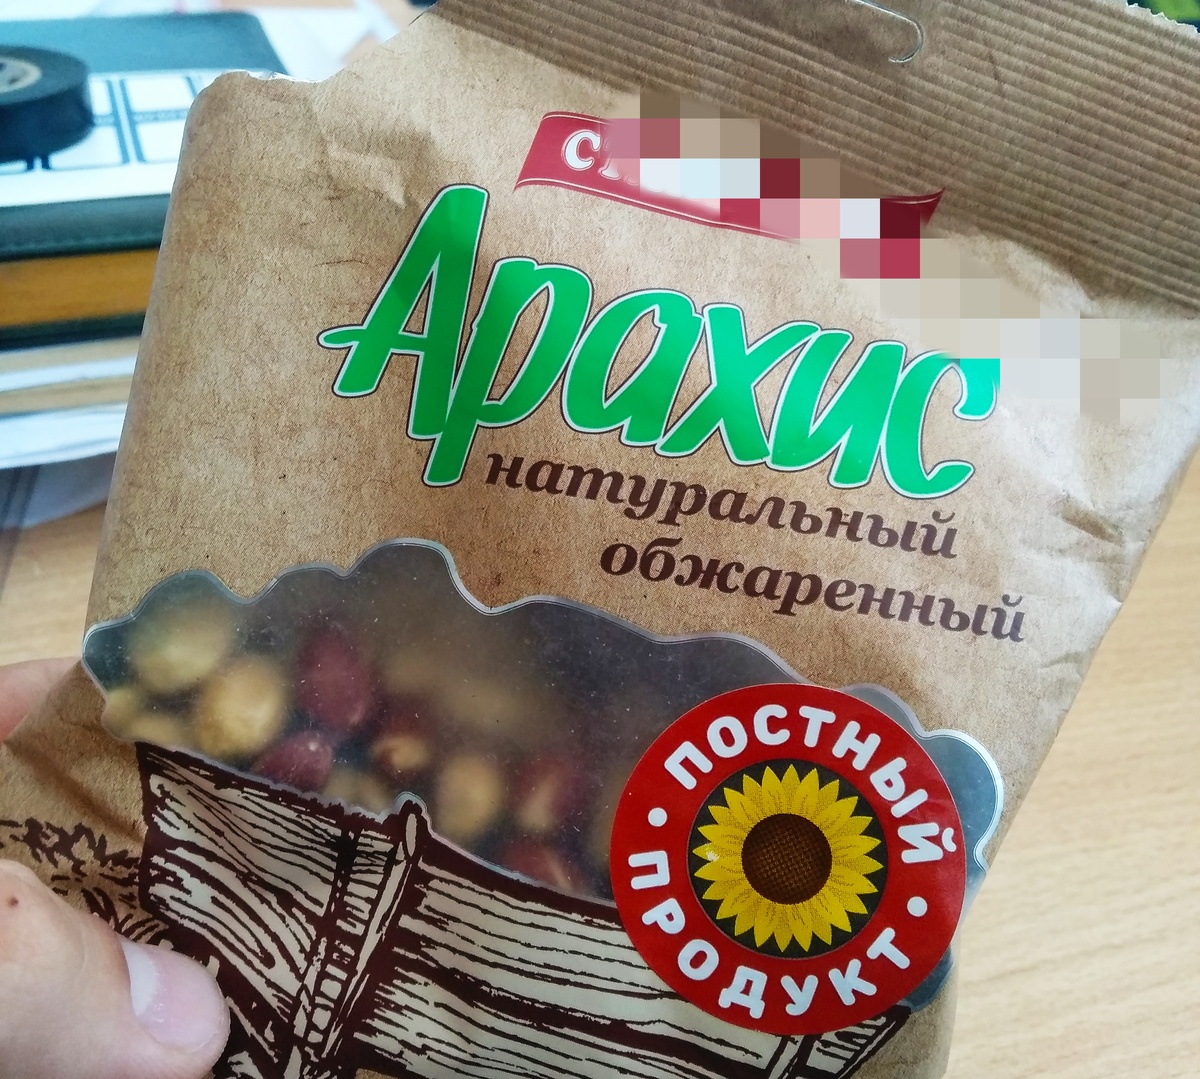 Арахис
натуральный
обжаренный
ПОСТНЫЙ
ПРОДУКТ